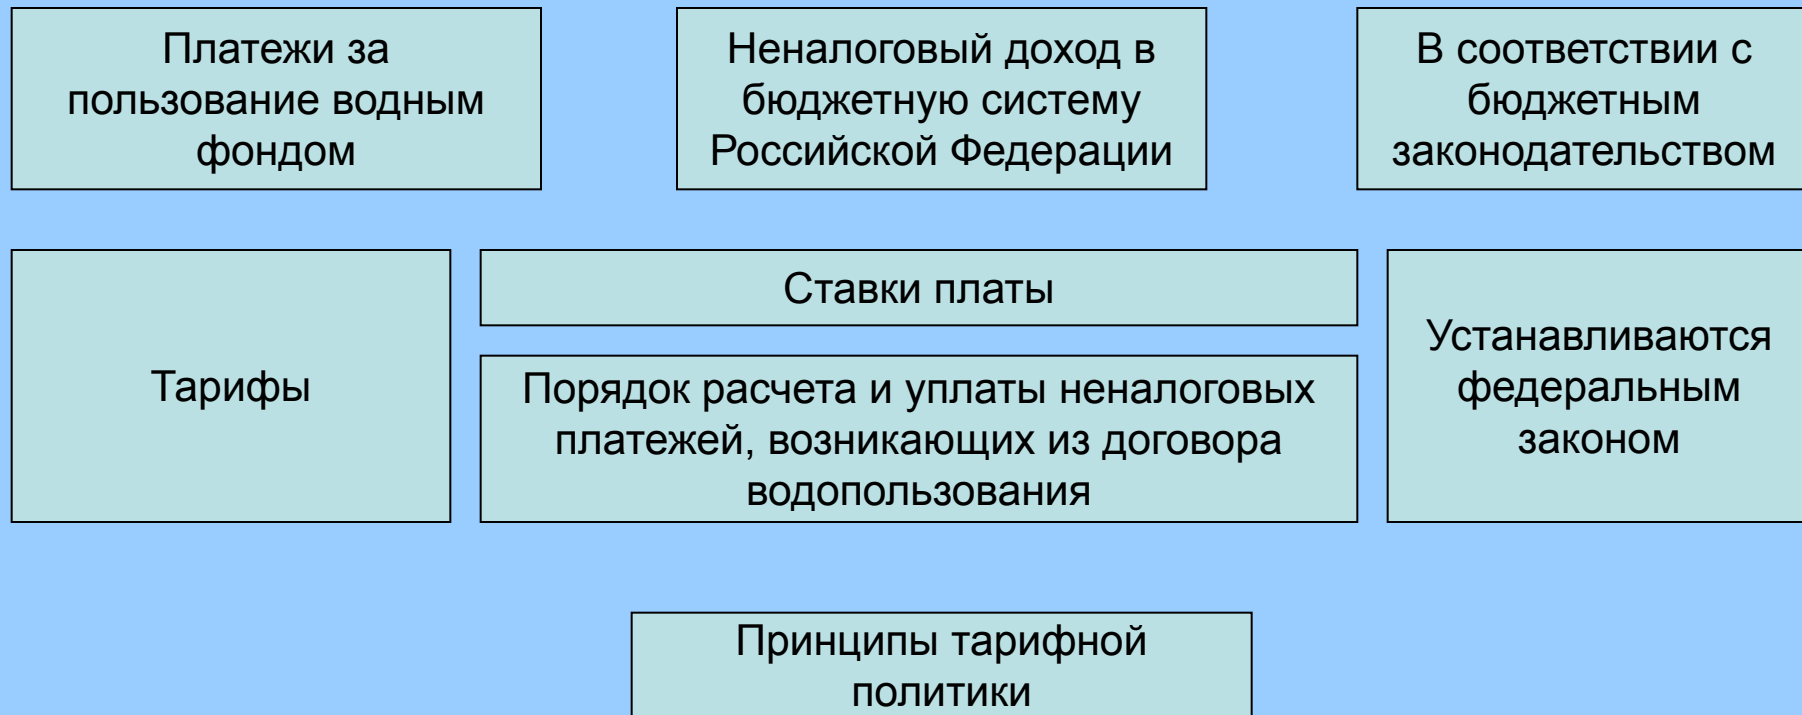 Платежи за
пользование водным
фондом
Неналоговый доход в
бюджетную систему
Российской Федерации
В соответствии с
бюджетным
законодательством
Тарифы
Ставки платы
Порядок расчета и уплаты неналоговых
платежей, возникающих из договора
водопользования
Устанавливаются
федеральным
законом
Принципы тарифной
политики